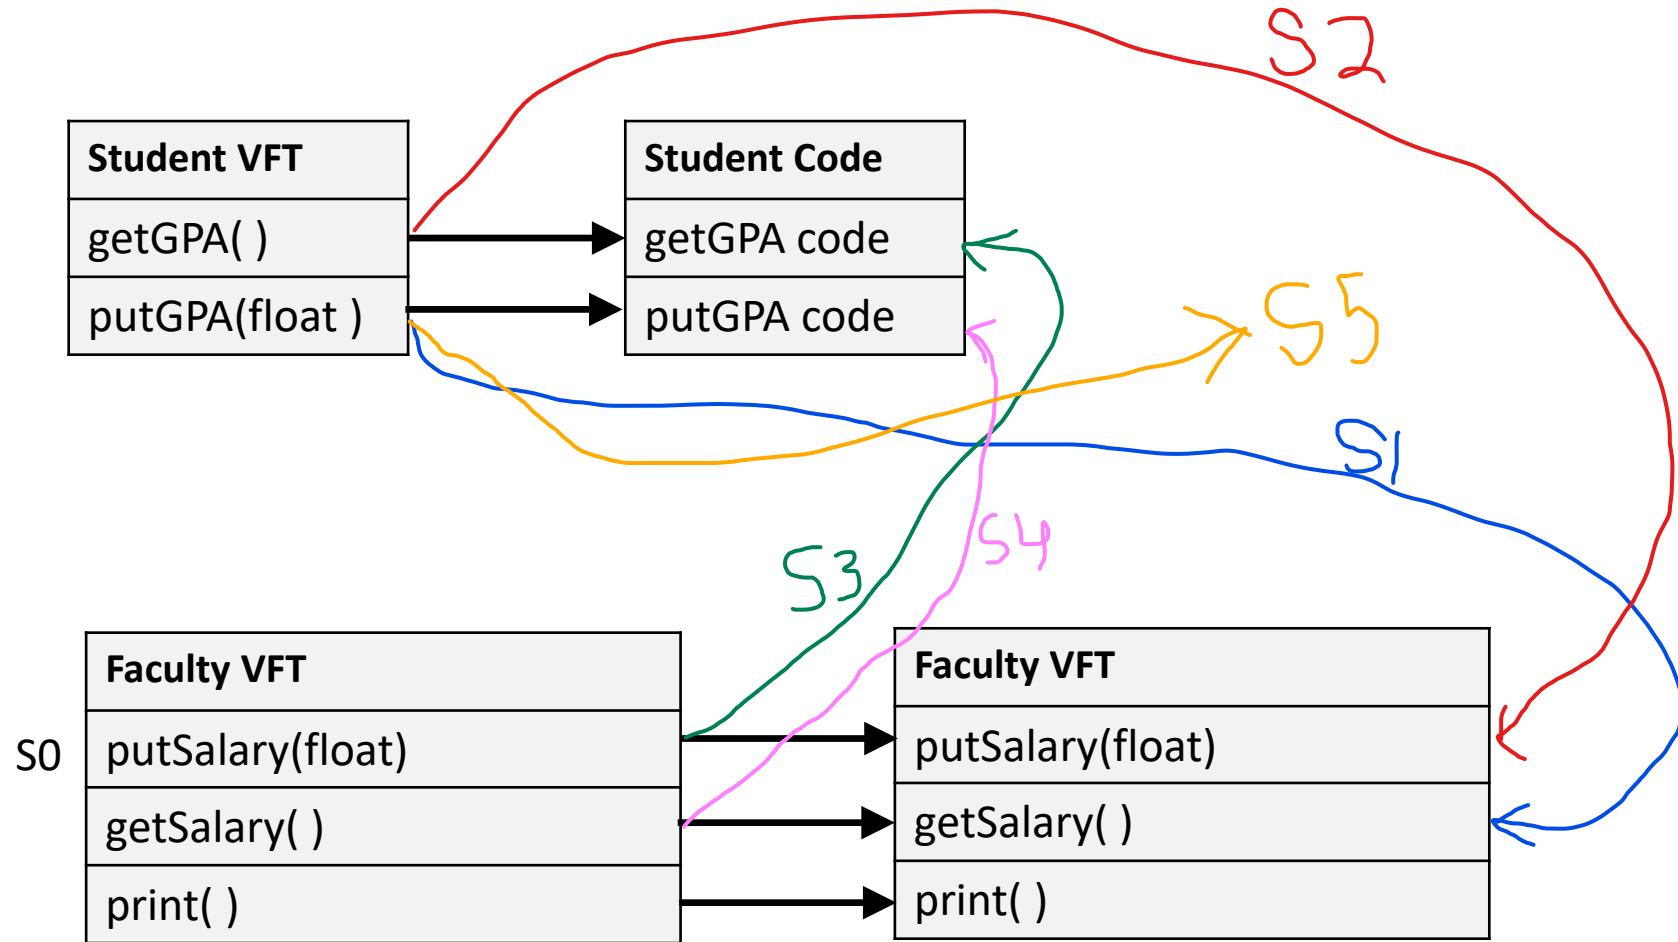 S2
Student VFT
getGPA( )
putGPA(float )
Student Code
getGPA code
putGPA code
S5
S1
S4
S3
S0
Faculty VFT
putSalary(float)
getSalary( )
print( )
Faculty VFT
putSalary(float)
getSalary( )
print( )